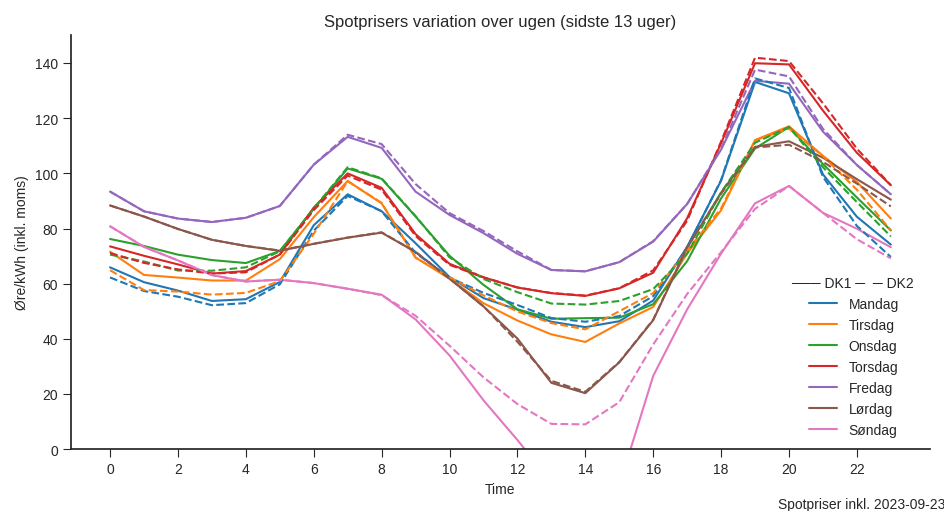 Spotprisers variation over ugen (sidste 13 uger)
Øre/kWh (inkl. moms)
140
120
100
80
60
40
20
0
0 2 4 6 8 10 12 14 16 18 20 22
Time
DK1 DK2
Mandag
Tirsdag
Onsdag
Torsdag
Fredag
Lørdag
Søndag
Spotpriser inkl. 2023-09-23